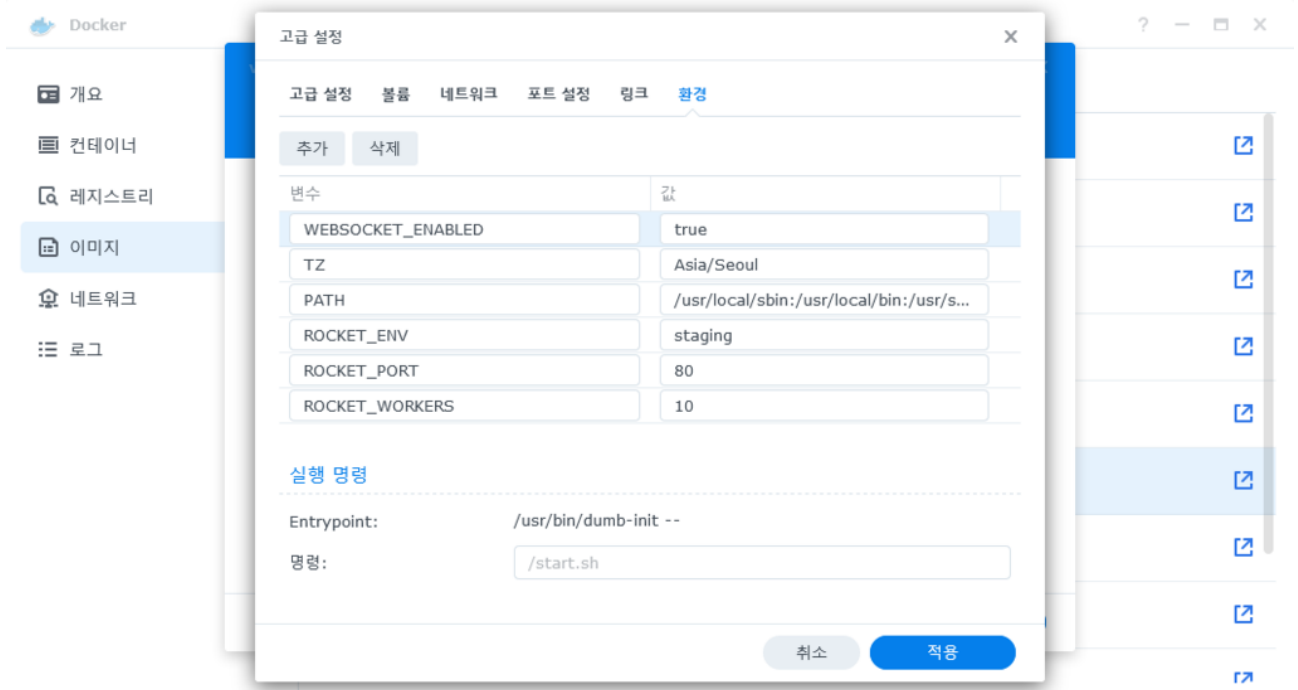 Docker
고급 설정
개요
컨테이너
레지스트리
이미지
네트워크
로그
고급 설정 볼륨 네트워크 포트 설정 링크 환경
추가 삭제
변수 값
WEBSOCKET_ENABLED true
TZ Asia/Seoul
PATH /usr/local/sbin:/usr/local/bin:/usr/s...
ROCKET_ENV staging
ROCKET_PORT 80
ROCKET_WORKERS 10
실행 명령
Entrypoint: /usr/bin/dumb-init --
명령: /start.sh
취소 적용